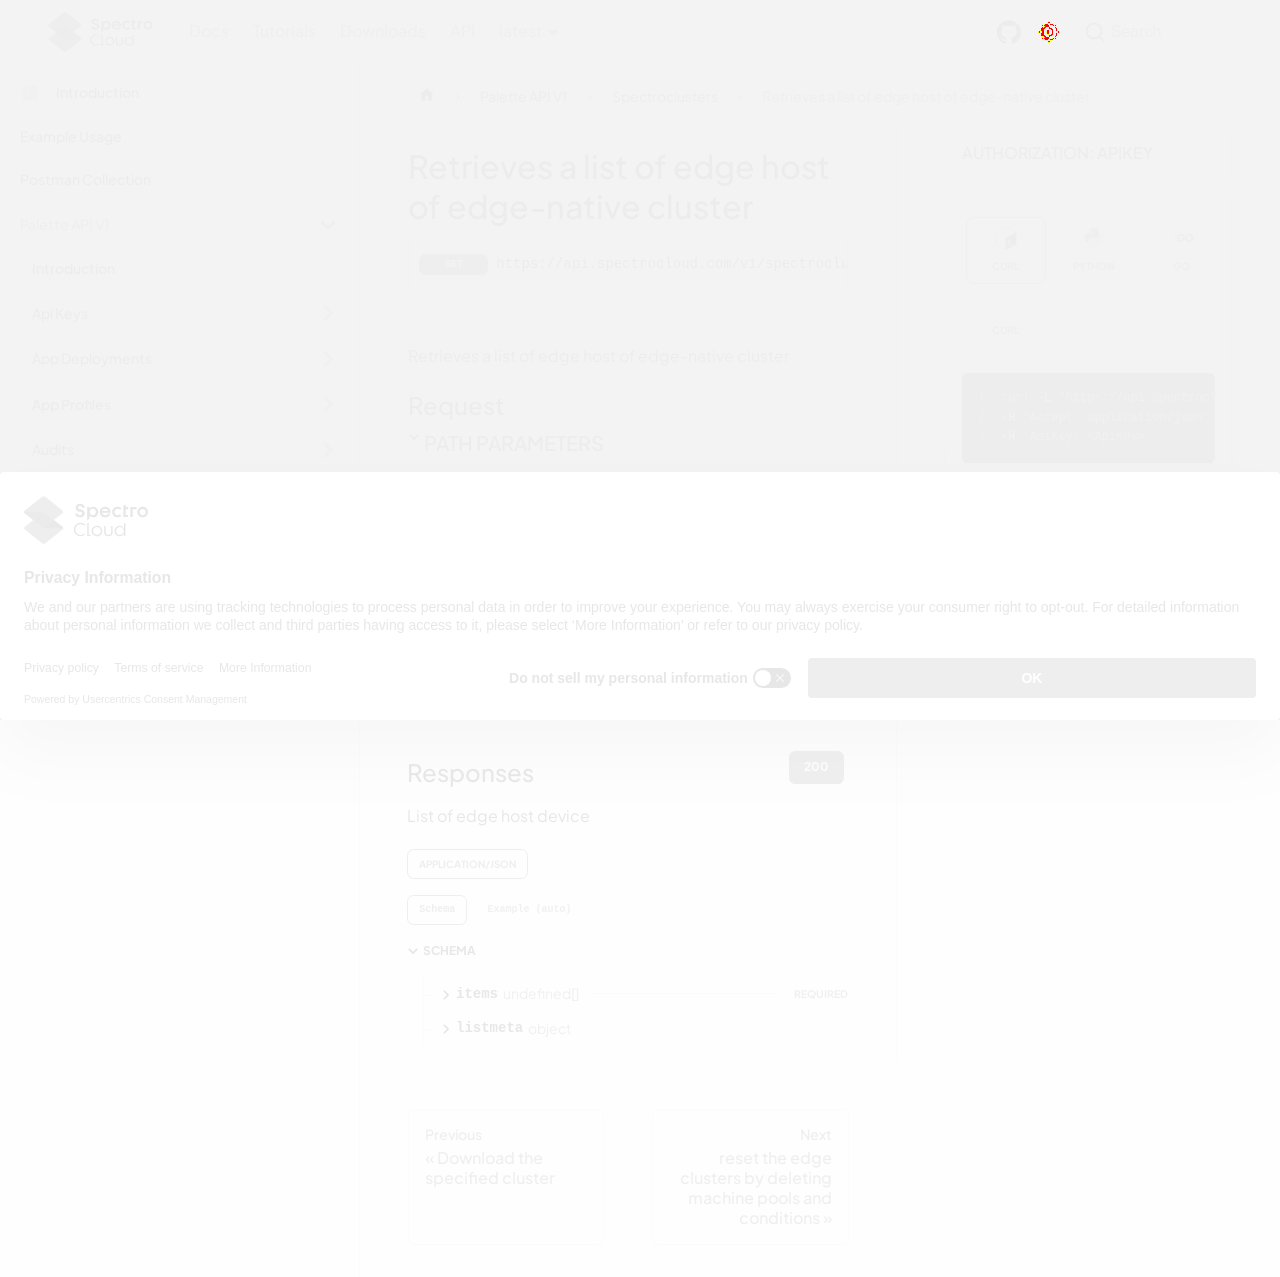 Spectro Cloud
Docs Tutorials Downloads API latest
Search
Introduction
Example Usage
Postman Collection
Palette API V1
Introduction
Api Keys
App Deployments
App Profiles
Audits
Palette API V1
Spectroclusters
Retrieves a list of edge host of edge-native cluster
Retrieves a list of edge host
of edge-native cluster
GET https://api.spectrocloud.com/v1/spectroclu
Retrieves a list of edge host of edge-native cluster
Request
PATH PARAMETERS
AUTHORIZATION: APIKEY
CURL PYTHON GO
CURL
Spectro
Cloud
Privacy Information
We and our partners are using tracking technologies to process personal data in order to improve your experience. You may always exercise your consumer right to opt-out. For detailed information
about personal information we collect and third parties having access to it, please select 'More Information' or refer to our privacy policy.
Privacy policy Terms of service More Information
Powered by Usercentrics Consent Management
Do not sell my personal information
OK
Responses
200
List of edge host device
APPLICATION/JSON
Schema Example (auto)
SCHEMA
items undefined[] REQUIRED
listmeta object
Previous
« Download the
specified cluster
Next
reset the edge
clusters by deleting
machine pools and
conditions »